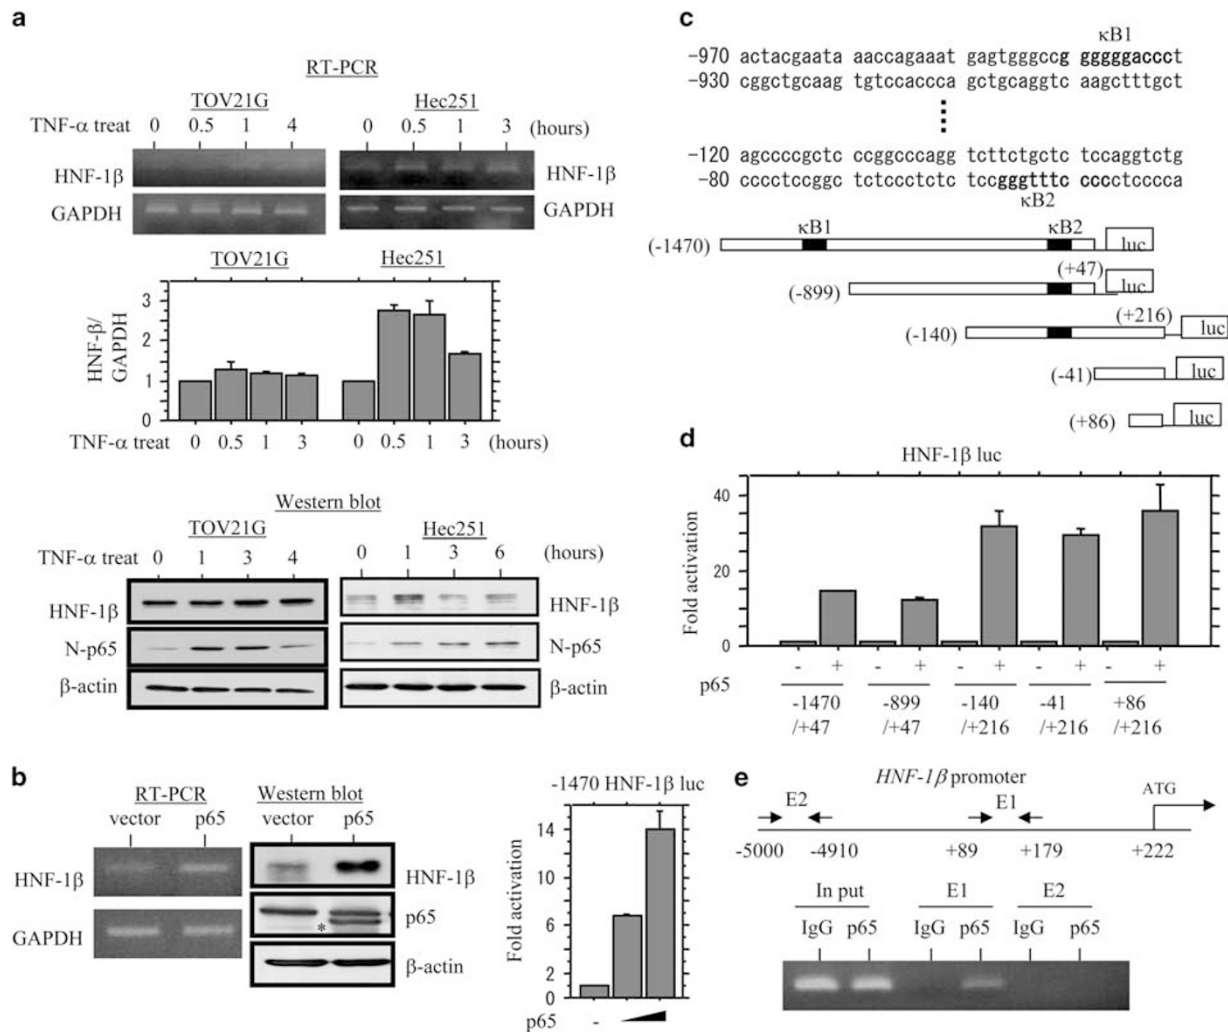 a
RT-PCR
TOV21G
Hec251
TNF-α treat 0 0.5 1 4 0 0.5 1 3 (hours)
HNF-1β HNF-1β
GAPDH GAPDH
TOV21G
Hec251
HNF-β/
GAPDH
3
2
1
0
TNF-α treat 0 0.5 1 3 0 0.5 1 3 (hours)
Western blot
TOV21G
Hec251
TNF-α treat 0 1 3 4 0 1 3 6 (hours)
HNF-1β HNF-1β
N-p65 N-p65
β-actin β-actin
b
RT-PCR
vector p65
HNF-1β
GAPDH
Western blot
vector p65
HNF-1β
p65
*
β-actin
-1470 HNF-1β luc
Fold activation
14
12
10
8
6
4
2
0
p65 -
c
κB1
-970 actacgaata aaccagaaat gagtgggccg gggggaccct
-930 cggctgcaag tgtccaccca agctgcaggtc aagctttgct
-120 agccccgctc ccggcccagg tcttctgctc tccaggtctg
-80 cccctccggc tctccctctc tccgggtttc cccctcccca
κB2
κB1 κB2
(-1470) luc
(+47)
(-899) luc
(+216)
(-140) luc
(-41) luc
(+86) luc
d
HNF-1β luc
Fold activation
40
30
20
10
0
- + - + - + - + - +
p65
-1470 -899 -140 -41 +86
/+47 /+47 /+216 /+216 /+216
e
HNF-1β promoter
E2 E1 ATG
-5000 -4910 +89 +179 +222
In put E1 E2
IgG p65 IgG p65 IgG p65